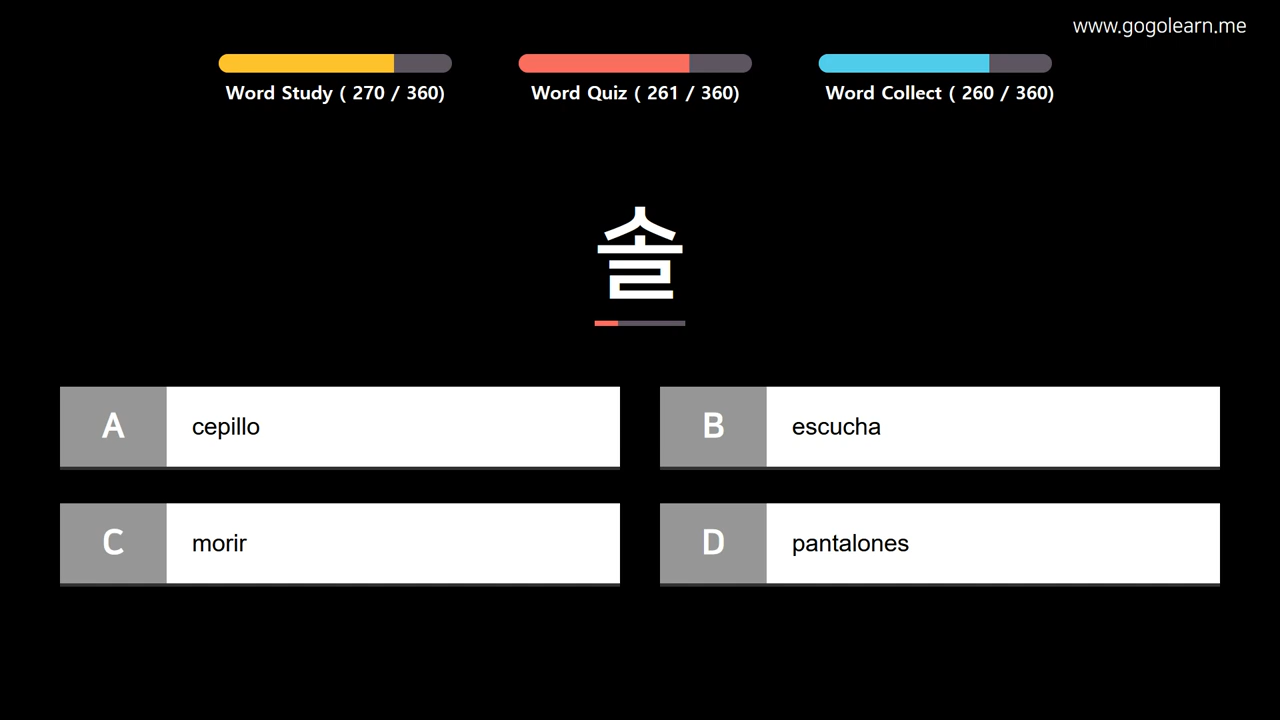 www.gogolearn.me
Word Study ( 270 / 360)
Word Quiz ( 261 / 360)
Word Collect ( 260 / 360)
솔
A cepillo
B escucha
C morir
D pantalones